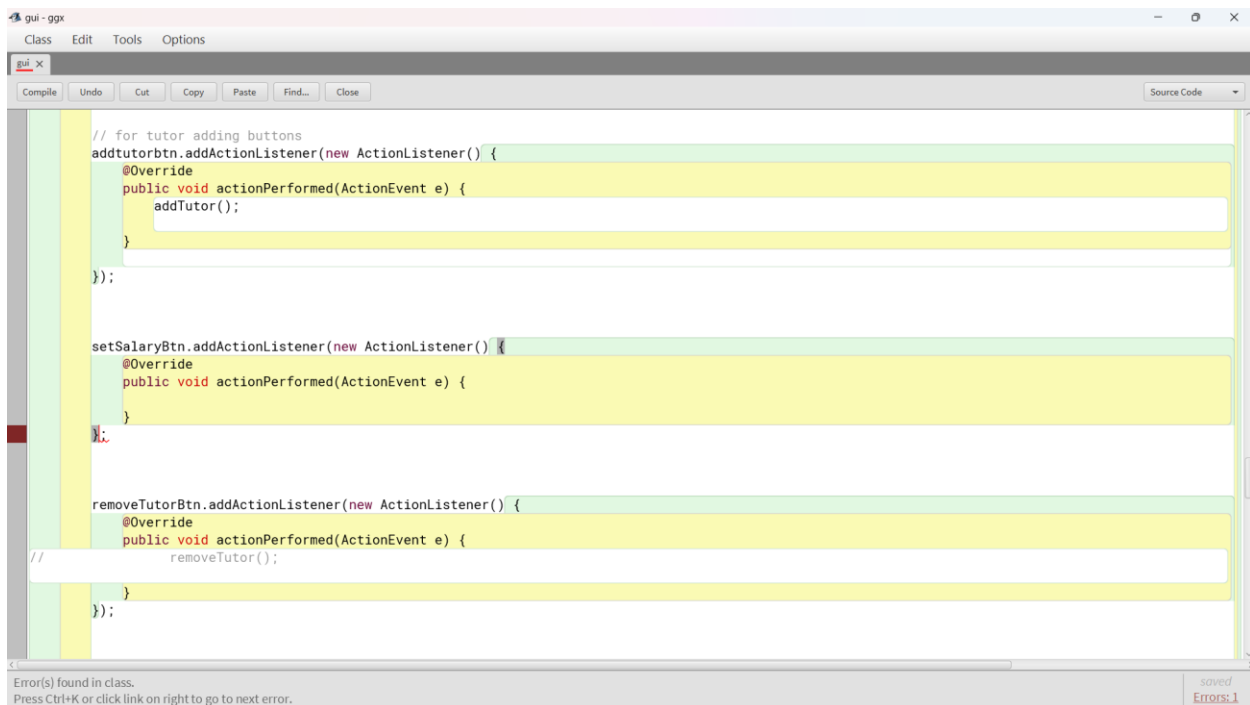 gui - ggx
Class Edit Tools Options
gui
Compile Undo Cut Copy Paste Find... Close Source Code
// for tutor adding buttons
addtutorbtn.addActionListener(new ActionListener() {
@Override
public void actionPerformed(ActionEvent e) {
addTutor();
}
});
setSalaryBtn.addActionListener(new ActionListener() {
@Override
public void actionPerformed(ActionEvent e) {
}
};
removeTutorBtn.addActionListener(new ActionListener() {
@Override
public void actionPerformed(ActionEvent e) {
// removeTutor();
}
});
Error(s) found in class.
Press Ctrl+K or click link on right to go to next error.
saved
Errors: 1